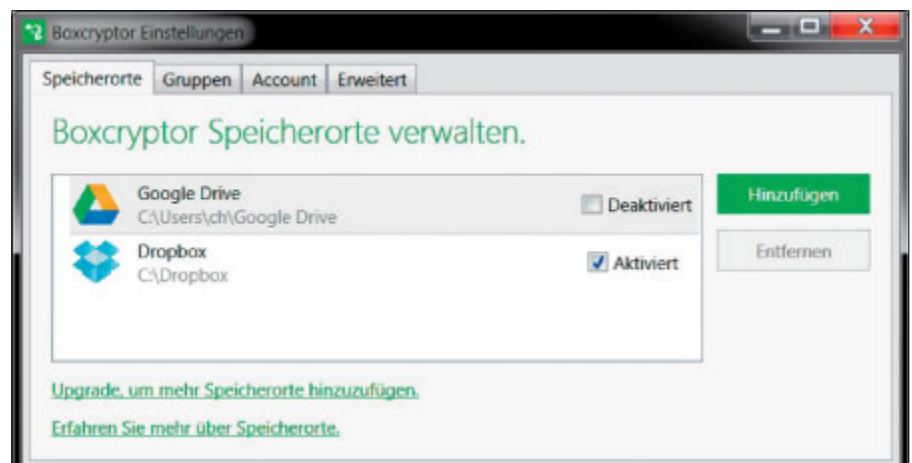 Boxcryptor Einstellungen
Speicherorte Gruppen Account Erweitert
Boxcryptor Speicherorte verwalten.
Google Drive
C:\Users\ch\Google Drive
Deaktiviert
Hinzufügen
Dropbox
C:\Dropbox
Aktiviert
Entfernen
Upgrade, um mehr Speicherorte hinzuzufügen.
Erfahren Sie mehr über Speicherorte.